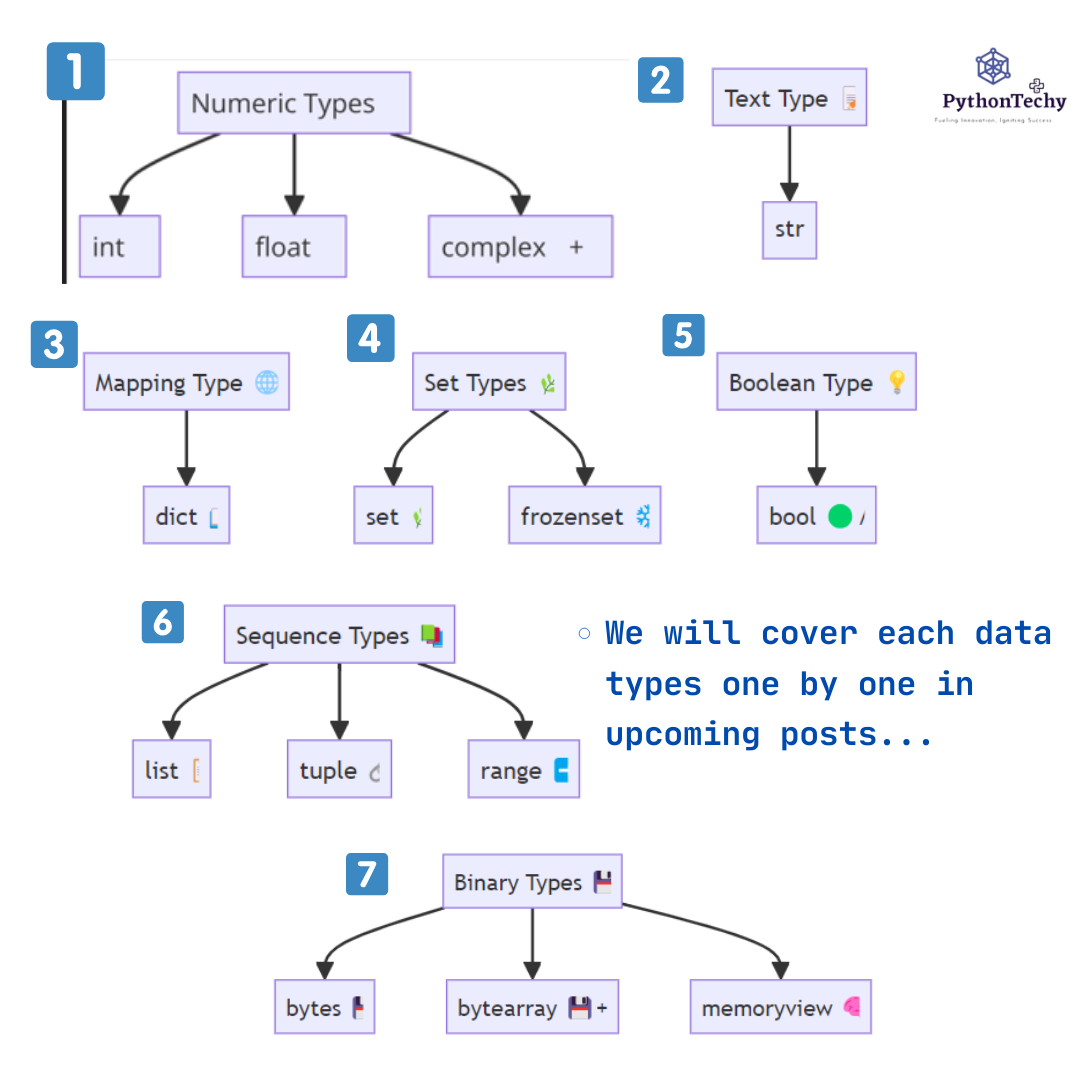 1
Numeric Types
int
float
complex +
2
Text Type
str
PythonTechy
Fueling Innovation, Igniting Success
3
Mapping Type
dict
4
Set Types
set
frozenset
5
Boolean Type
bool /
6
Sequence Types
list
tuple
range
We will cover each data
types one by one in
upcoming posts...
7
Binary Types
bytes
bytearray +
memoryview